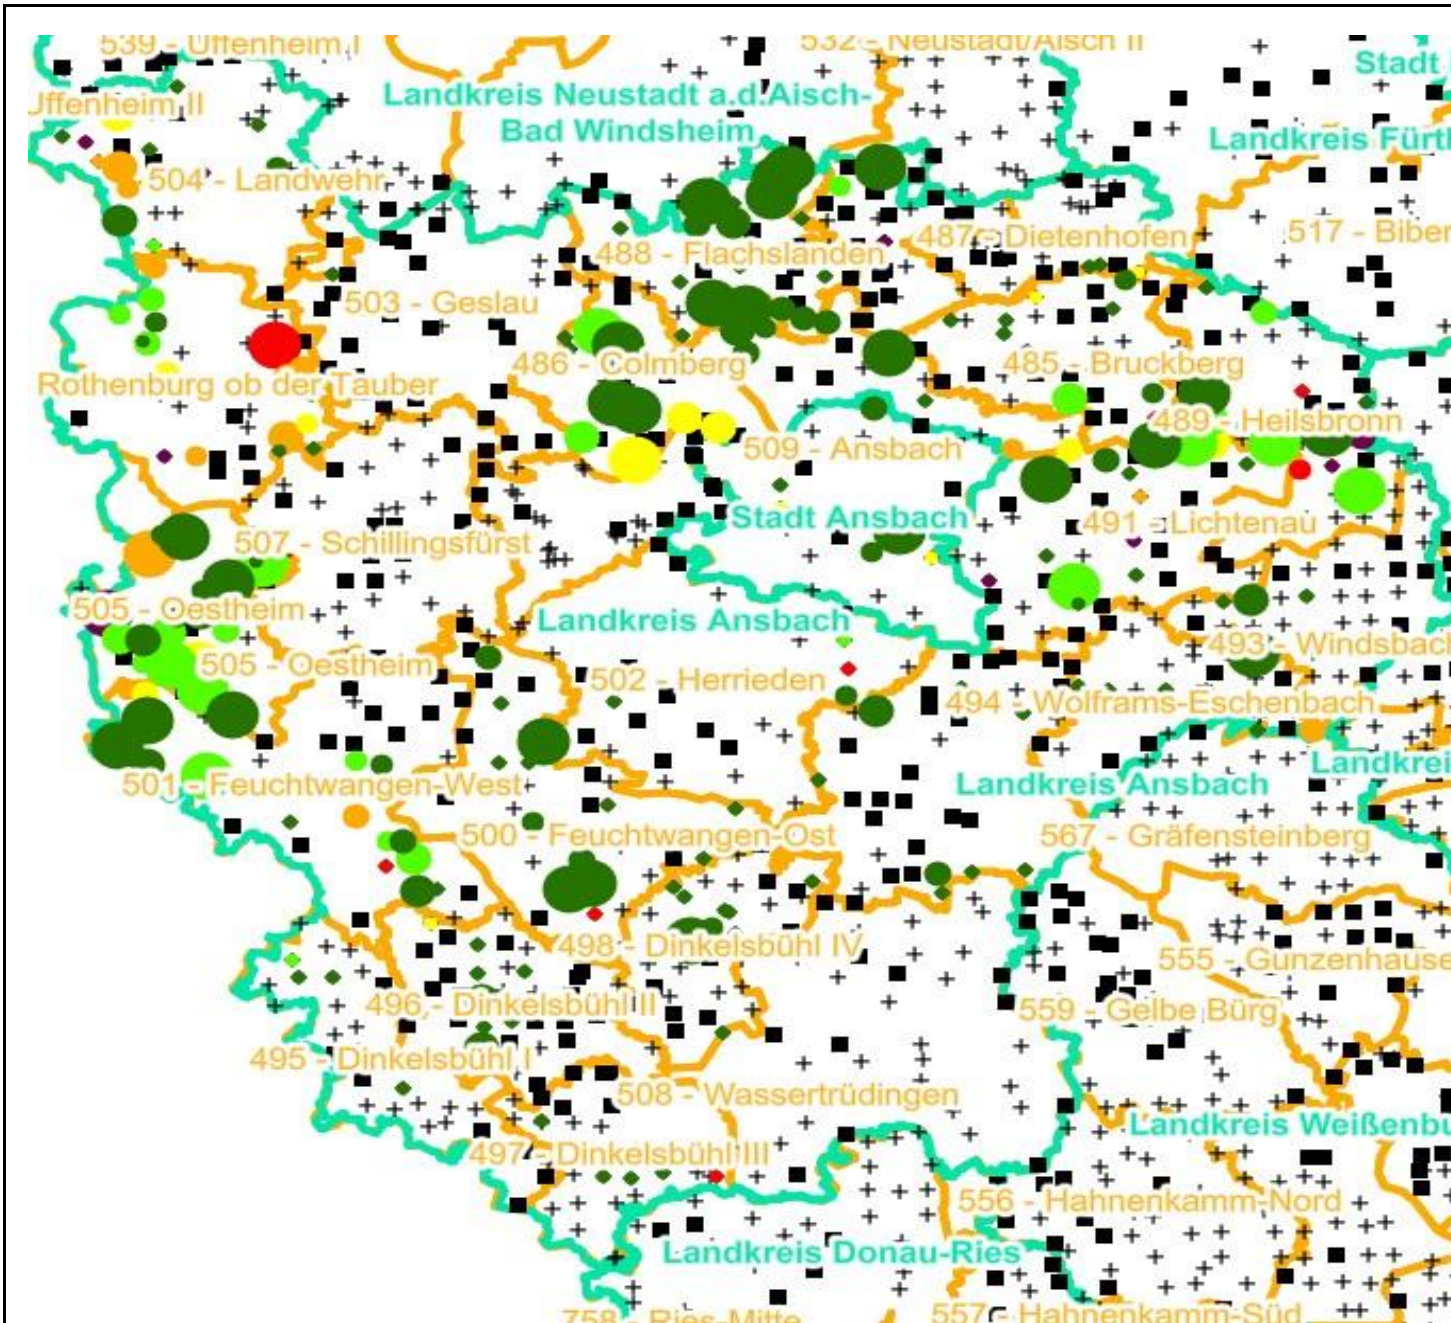 539 - Uffenheim I
532 - Neustadt/Aisch II
Stadt
Landkreis Neustadt a.d.Aisch-
Bad Windsheim
Uffenheim II
Landkreis Fürth
504 - Landwehr
488 - Flachslanden
487 - Dietenhofen
517 - Biber
503 - Geslau
486 - Colmberg
485 - Bruckberg
Rothenburg ob der Tauber
489 - Heilsbronn
509 - Ansbach
Stadt Ansbach
491 - Lichtenau
507 - Schillingsfürst
505 - Oestheim
Landkreis Ansbach
493 - Windsbach
505 - Oestheim
502 - Herrieden
494 - Wolframs-Eschenbach
Landkrei
501 - Feuchtwangen-West
Landkreis Ansbach
500 - Feuchtwangen-Ost
567 - Gräfensteinberg
498 - Dinkelsbühl IV
555 - Gunzenhause
496 - Dinkelsbühl II
559 - Gelbe Bürg
495 - Dinkelsbühl I
508 - Wassertrüdingen
Landkreis Weißenbu
497 - Dinkelsbühl III
556 - Hahnenkamm-Nord
Landkreis Donau-Ries
758 - Ries-Mitte
557 - Hahnenkamm-Süd